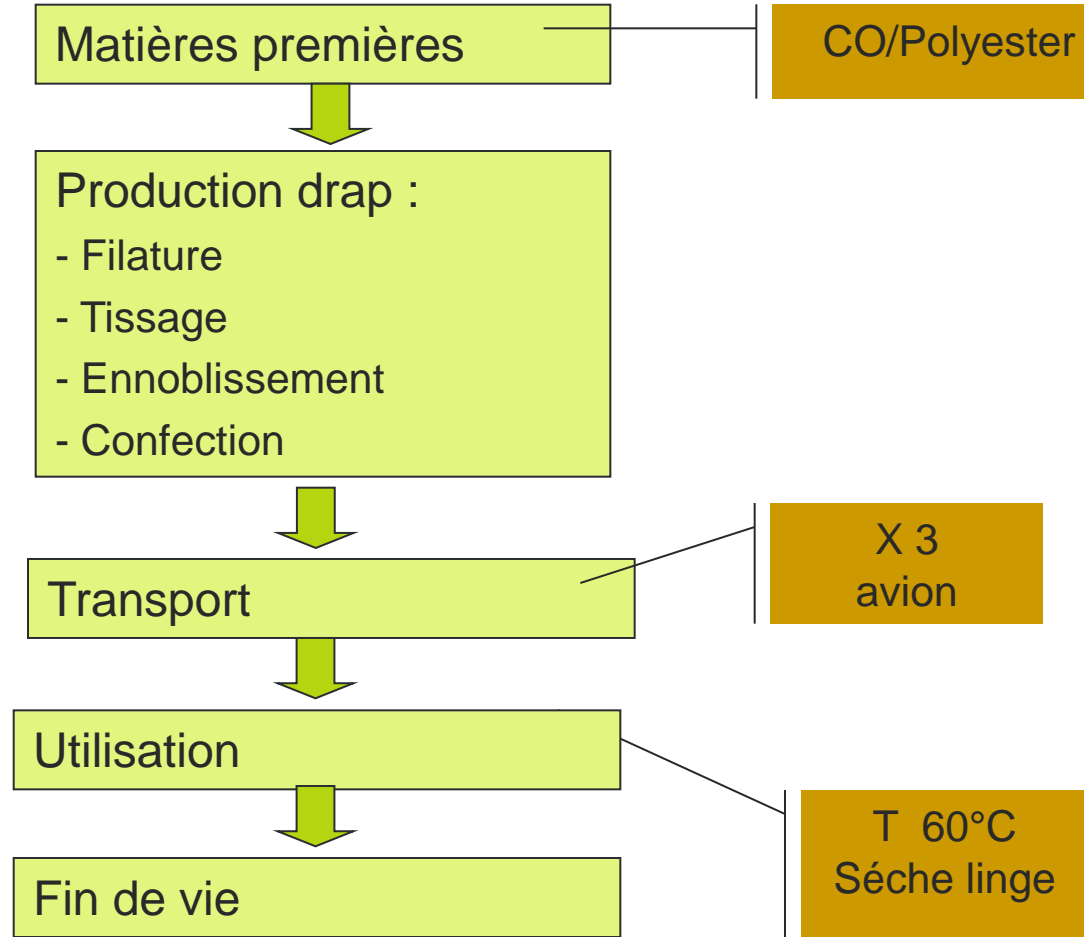 Matières premières
CO/Polyester
Production drap :
- Filature
- Tissage
- Ennoblissement
- Confection
X 3
avion
Transport
Utilisation
T 60°C
Séche linge
Fin de vie